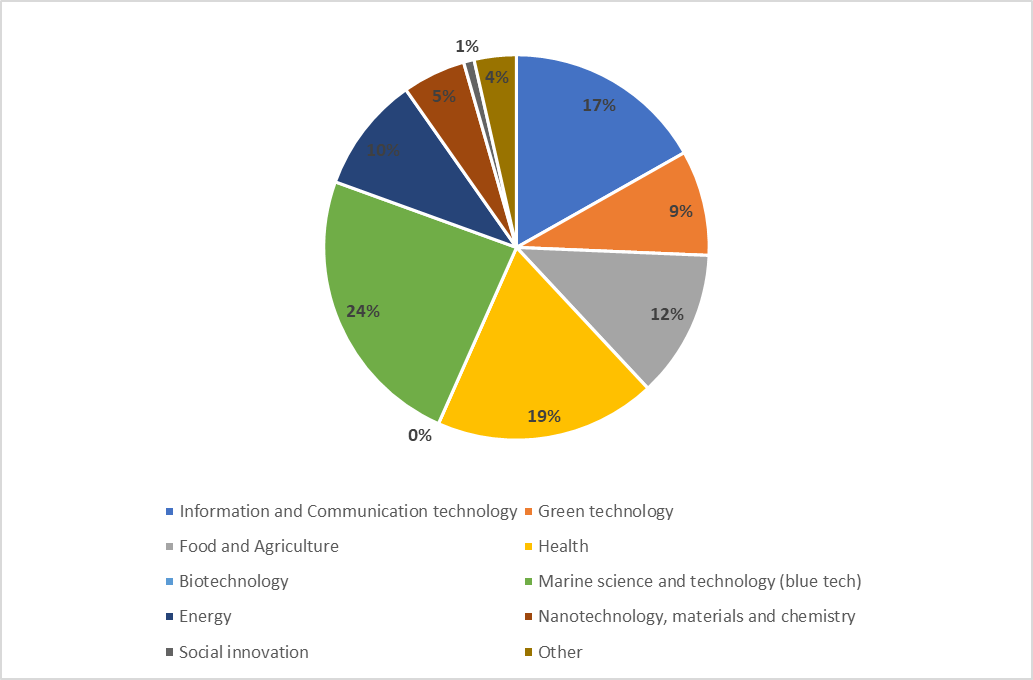 1%
4%
17%
5%
10%
9%
24%
12%
19%
0%
Information and Communication technology
Green technology
Food and Agriculture
Health
Biotechnology
Marine science and technology (blue tech)
Energy
Nanotechnology, materials and chemistry
Social innovation
Other